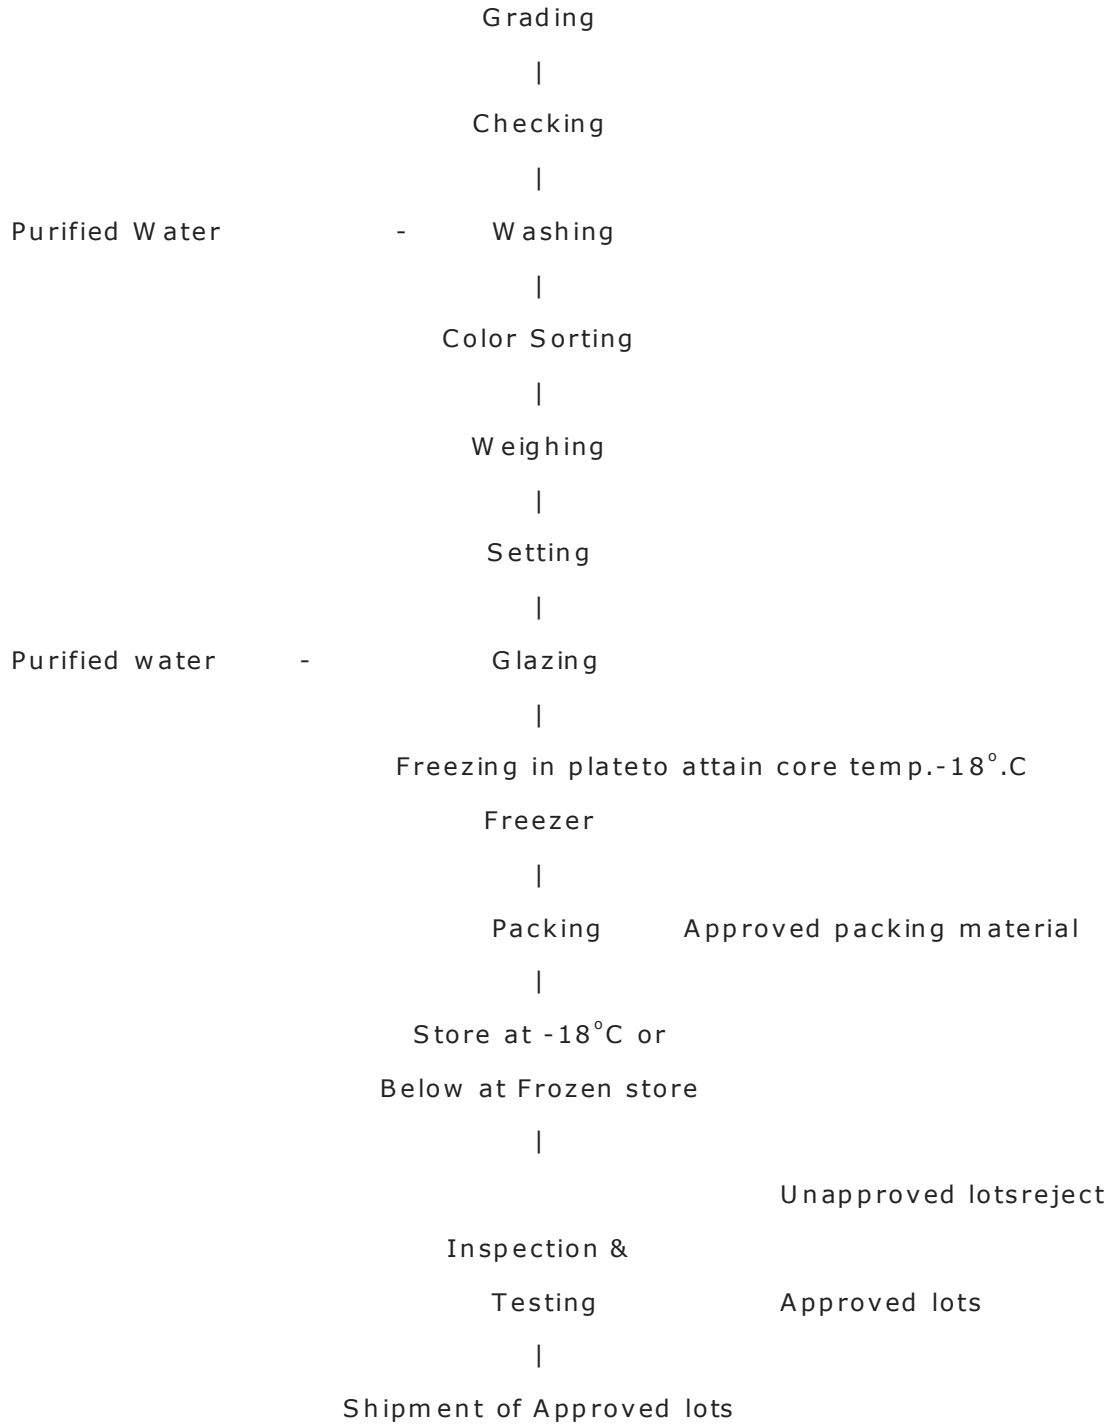 Grading
|
Checking
|
Purified Water - Washing
|
Color Sorting
|
Weighing
|
Setting
|
Purified water - Glazing
|
Freezing in plateto attain core temp.-18°.C
Freezer
|
Packing Approved packing material
|
Store at -18°C or
Below at Frozen store
|
Unapproved lotsreject
Inspection &
Testing Approved lots
|
Shipment of Approved lots